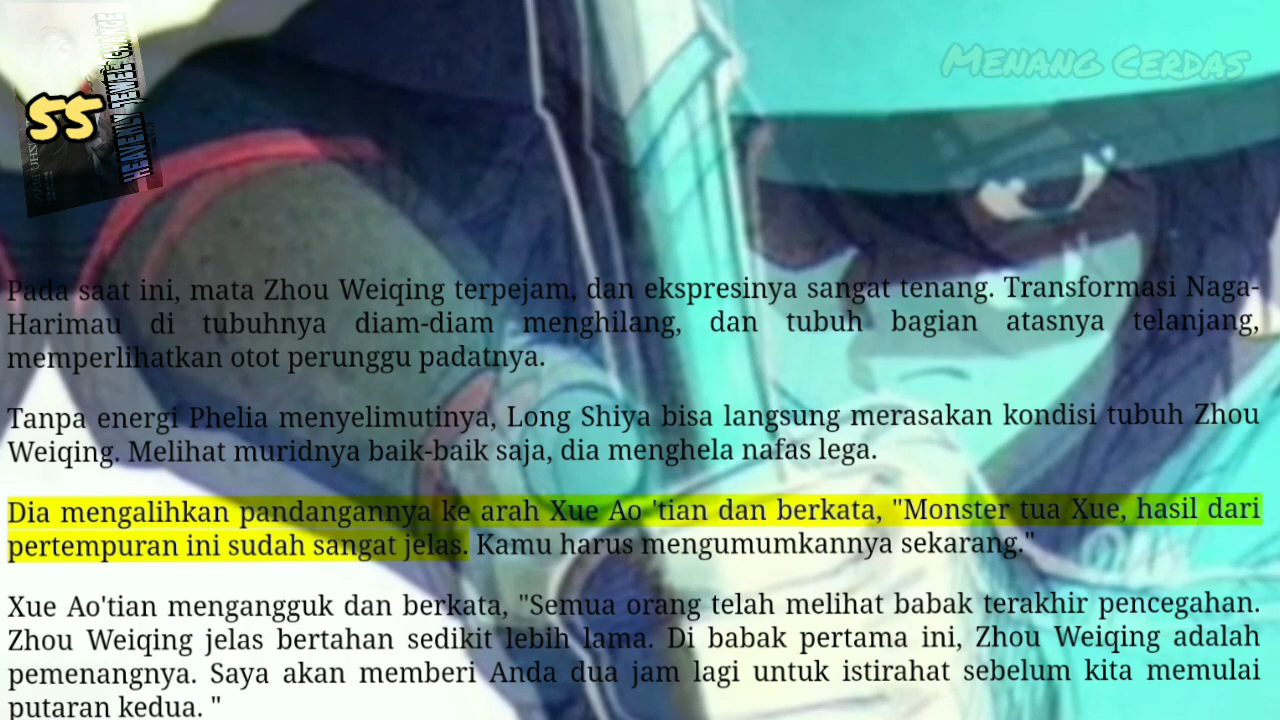 Menang Cerdas
55
HEAVENLY JEWEL CHANGE
Pada saat ini, mata Zhou Weiqing terpejam, dan ekspresinya sangat tenang. Transformasi Naga-
Harimau di tubuhnya diam-diam menghilang, dan tubuh bagian atasnya telanjang,
memperlihatkan otot perunggu padatnya.
Tanpa energi Phelia menyelimutinya, Long Shiya bisa langsung merasakan kondisi tubuh Zhou
Weiqing. Melihat muridnya baik-baik saja, dia menghela nafas lega.
Dia mengalihkan pandangannya ke arah Xue Ao 'tian dan berkata, "Monster tua Xue, hasil dari
pertempuran ini sudah sangat jelas. Kamu harus mengumumkannya sekarang."
Xue Ao'tian mengangguk dan berkata, "Semua orang telah melihat babak terakhir pencegahan.
Zhou Weiqing jelas bertahan sedikit lebih lama. Di babak pertama ini, Zhou Weiqing adalah
pemenangnya. Saya akan memberi Anda dua jam lagi untuk istirahat sebelum kita memulai
putaran kedua. "